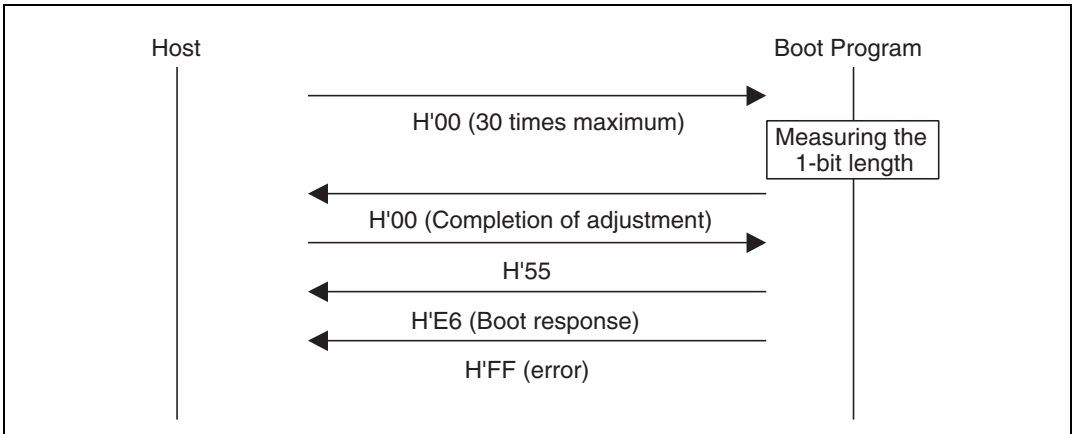 Host
Boot Program
H'00 (30 times maximum)
Measuring the
1-bit length
H'00 (Completion of adjustment)
H'55
H'E6 (Boot response)
H'FF (error)